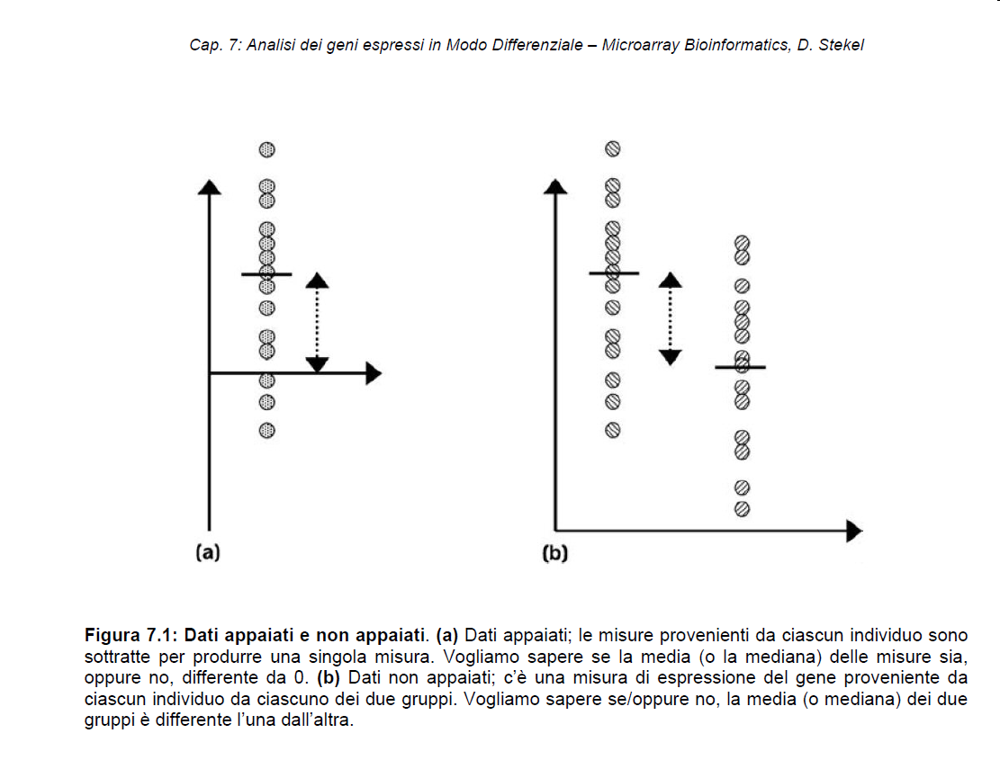 Cap. 7: Analisi dei geni espressi in Modo Differenziale – Microarray Bioinformatics, D. Stekel
(a)
(b)
Figura 7.1: Dati appaiati e non appaiati. (a) Dati appaiati; le misure provenienti da ciascun individuo sono
sottratte per produrre una singola misura. Vogliamo sapere se la media (o la mediana) delle misure sia,
oppure no, differente da 0. (b) Dati non appaiati; c’è una misura di espressione del gene proveniente da
ciascun individuo da ciascuno dei due gruppi. Vogliamo sapere se/oppure no, la media (o mediana) dei due
gruppi è differente l’una dall’altra.